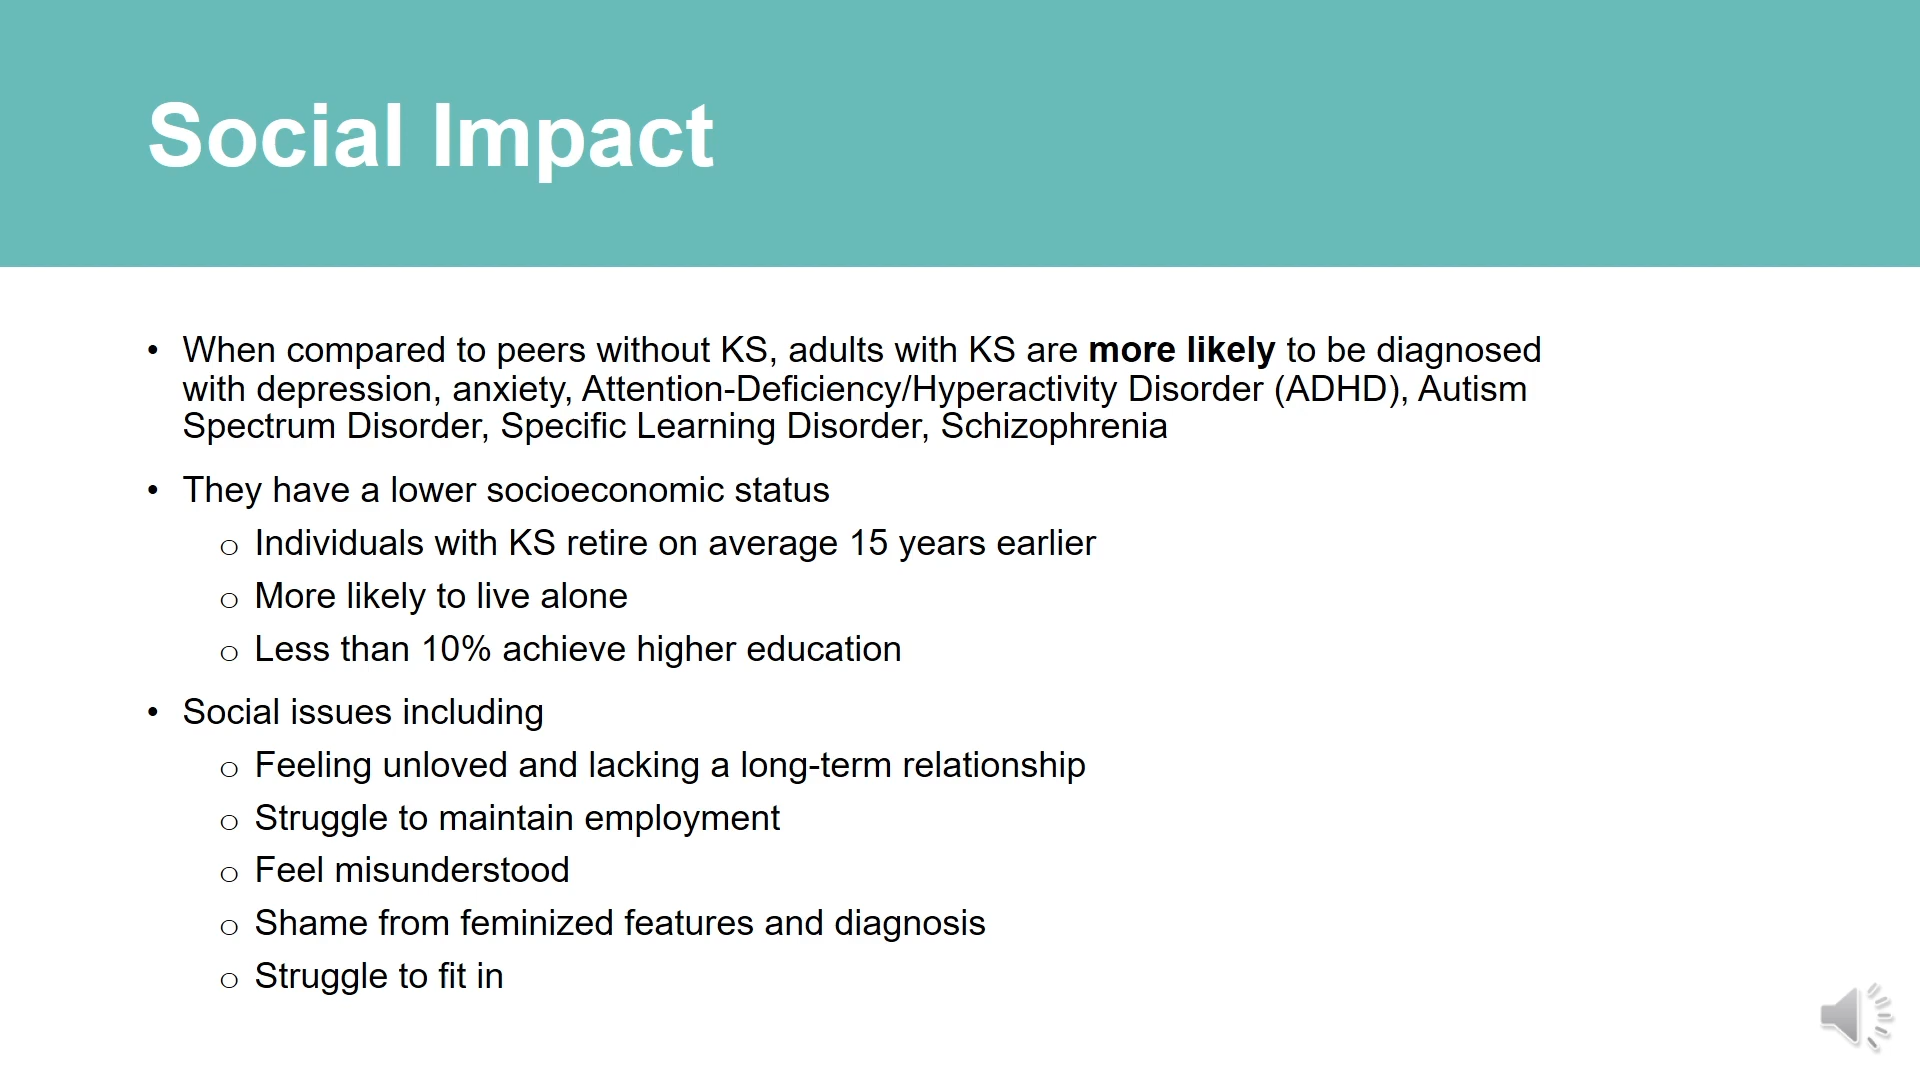 Social Impact
• When compared to peers without KS, adults with KS are more likely to be diagnosed
with depression, anxiety, Attention-Deficiency/Hyperactivity Disorder (ADHD), Autism
Spectrum Disorder, Specific Learning Disorder, Schizophrenia
• They have a lower socioeconomic status
o Individuals with KS retire on average 15 years earlier
o More likely to live alone
o Less than 10% achieve higher education
• Social issues including
o Feeling unloved and lacking a long-term relationship
o Struggle to maintain employment
o Feel misunderstood
o Shame from feminized features and diagnosis
o Struggle to fit in